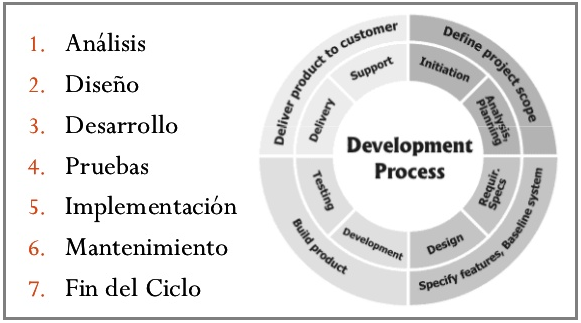 1. Análisis
2. Diseño
3. Desarrollo
4. Pruebas
5. Implementación
6. Mantenimiento
7. Fin del Ciclo
Development
Process
Define project scope
Specify features, Baseline system
Build product
Deliver product to customer
Initiation
Analysis,
Planning
Requir.
Specs
Design
Development
Testing
Delivery
Support